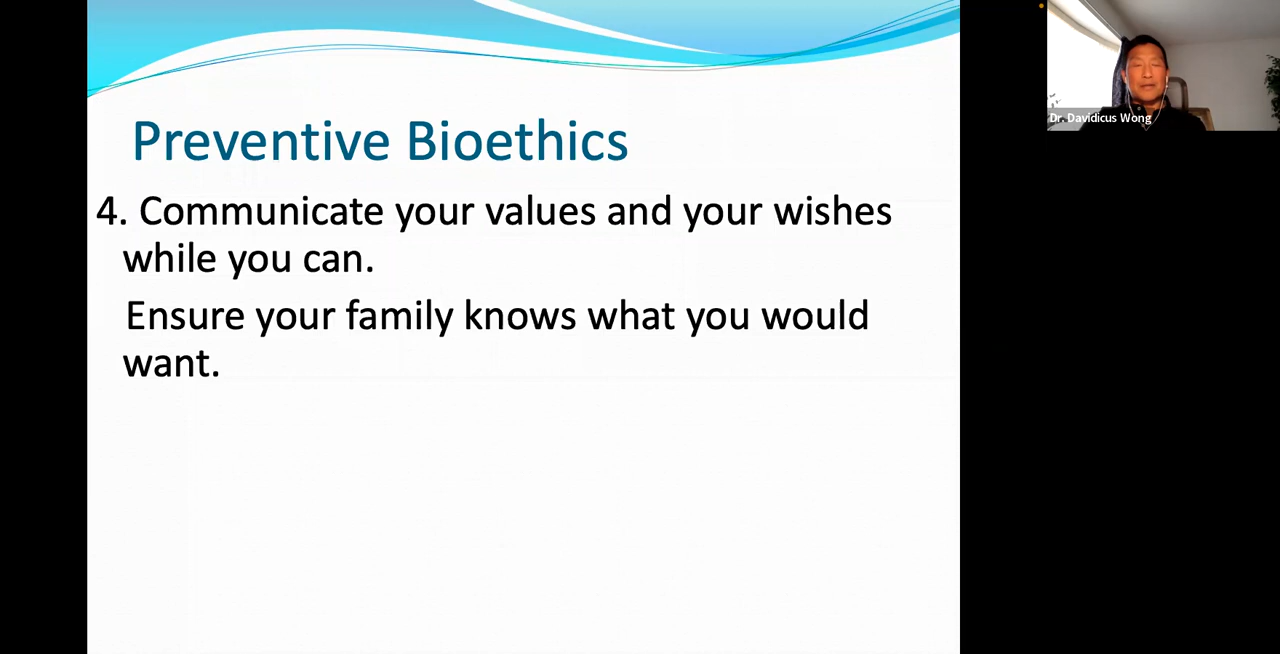 Preventive Bioethics
4. Communicate your values and your wishes
while you can.
Ensure your family knows what you would
want.
Dr. Davidicus Wong